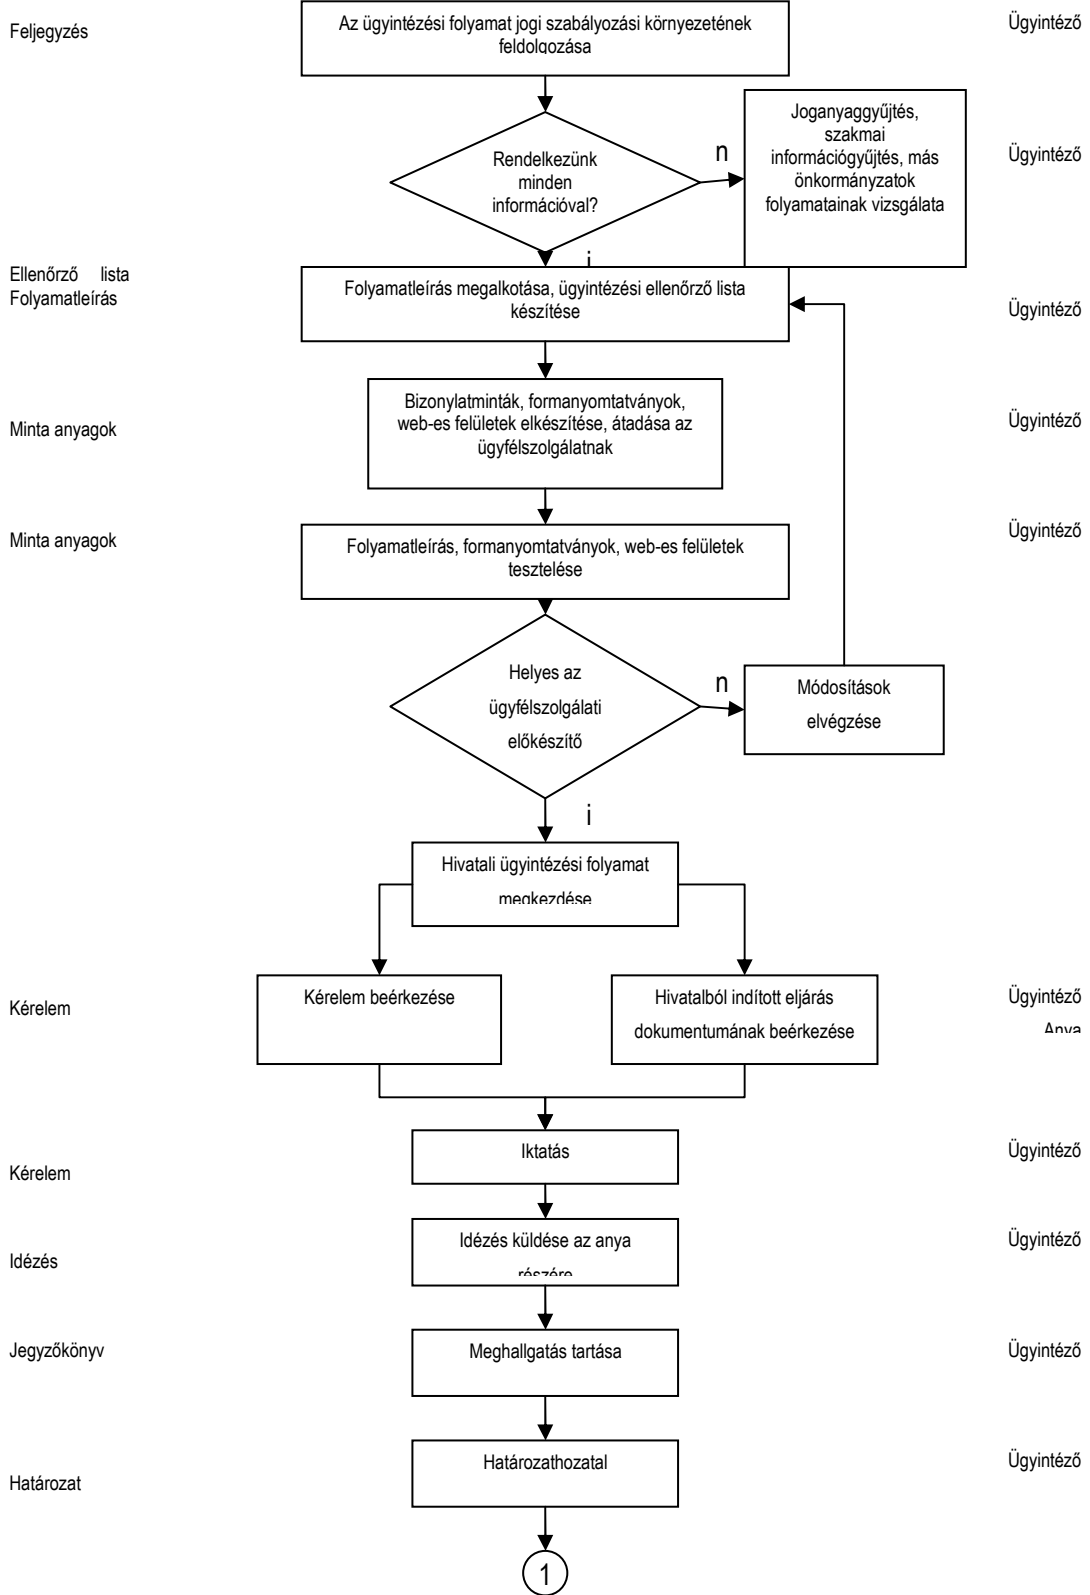 Feljegyzés
Az ügyintézési folyamat jogi szabályozási környezetének
feldolgozása
Ügyintéző
Rendelkezünk
minden
információval?
n
Joganyaggyűjtés,
szakmai
információgyűjtés, más
önkormányzatok
folyamatainak vizsgálata
Ügyintéző
i
Ellenőrző lista
Folyamatleírás
Folyamatleírás megalkotása, ügyintézési ellenőrző lista
készítése
Ügyintéző
Minta anyagok
Bizonylatminták, formanyomtatványok,
web-es felületek elkészítése, átadása az
ügyfélszolgálatnak
Ügyintéző
Minta anyagok
Folyamatleírás, formanyomtatványok, web-es felületek
tesztelése
Ügyintéző
Helyes az
ügyfélszolgálati
előkészítő
n
Módosítások
elvégzése
i
Hivatali ügyintézési folyamat
megkezdése
Kérelem
Kérelem beérkezése
Hivatalból indított eljárás
dokumentumának beérkezése
Ügyintéző
Anya
Kérelem
Iktatás
Ügyintéző
Idézés
Idézés küldése az anya
részére
Ügyintéző
Jegyzőkönyv
Meghallgatás tartása
Ügyintéző
Határozat
Határozathozatal
Ügyintéző
1